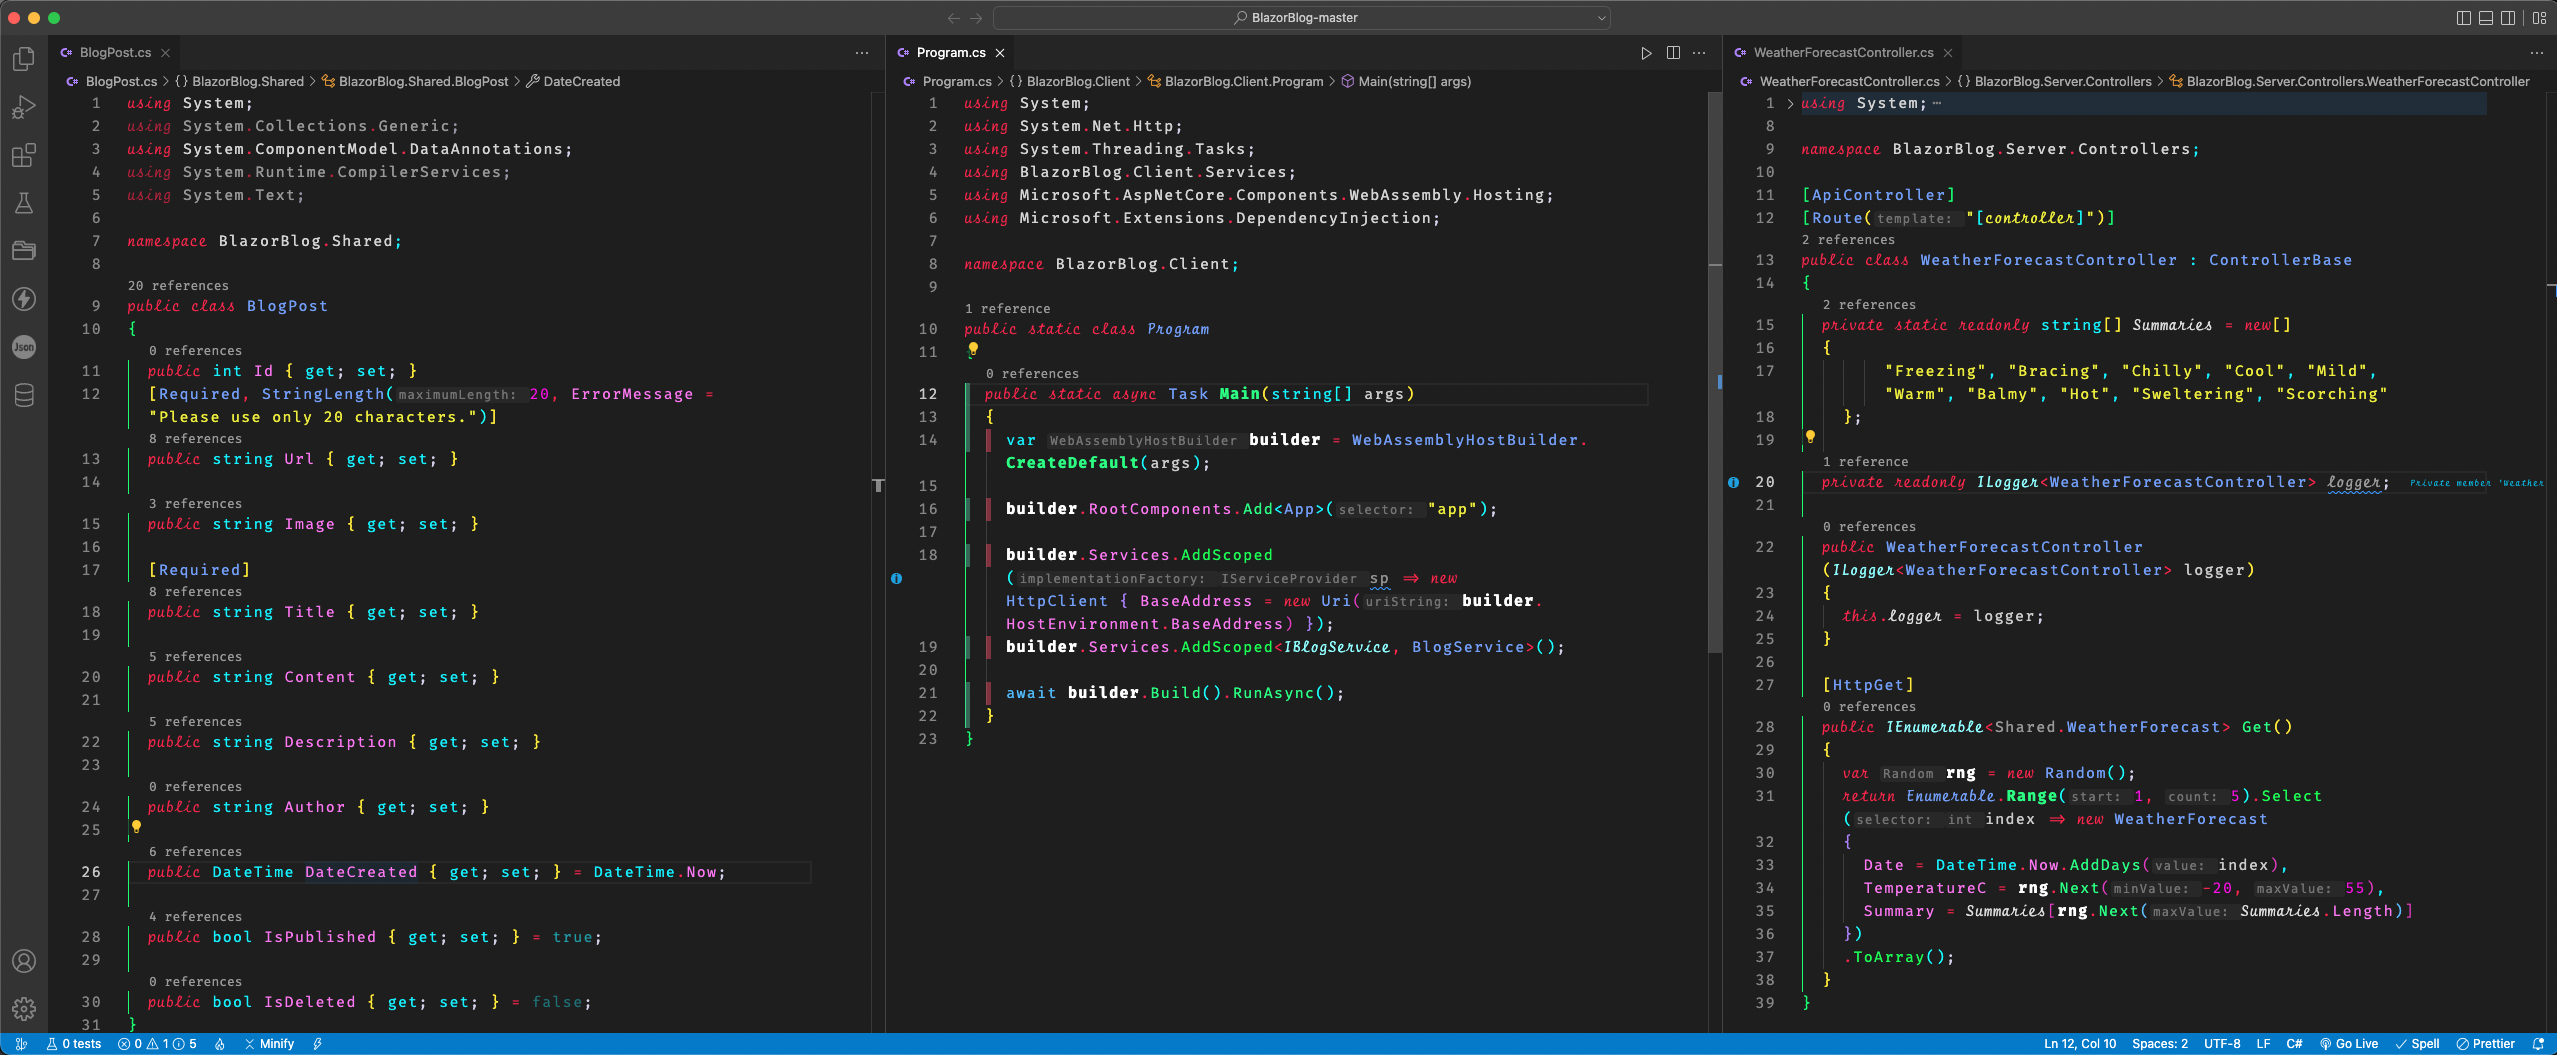 BlazorBlog-master
BlogPost.cs
BlogPost.cs > {} BlazorBlog.Shared > BlazorBlog.Shared.BlogPost > DateCreated
1 using System;
2 using System.Collections.Generic;
3 using System.ComponentModel.DataAnnotations;
4 using System.Runtime.CompilerServices;
5 using System.Text;
6
7 namespace BlazorBlog.Shared;
8
20 references
9 public class BlogPost
10 {
0 references
11 public int Id { get; set; }
12 [Required, StringLength(maximumLength: 20, ErrorMessage =
"Please use only 20 characters.")]
8 references
13 public string Url { get; set; }
14
3 references
15 public string Image { get; set; }
16
17 [Required]
8 references
18 public string Title { get; set; }
19
5 references
20 public string Content { get; set; }
21
5 references
22 public string Description { get; set; }
23
0 references
24 public string Author { get; set; }
25
6 references
26 public DateTime DateCreated { get; set; } = DateTime.Now;
27
4 references
28 public bool IsPublished { get; set; } = true;
29
0 references
30 public bool IsDeleted { get; set; } = false;
31 }
Program.cs
Program.cs > {} BlazorBlog.Client > BlazorBlog.Client.Program > Main(string[] args)
1 using System;
2 using System.Net.Http;
3 using System.Threading.Tasks;
4 using BlazorBlog.Client.Services;
5 using Microsoft.AspNetCore.Components.WebAssembly.Hosting;
6 using Microsoft.Extensions.DependencyInjection;
7
8 namespace BlazorBlog.Client;
9
1 reference
10 public static class Program
11 {
0 references
12 public static async Task Main(string[] args)
13 {
14 var WebAssemblyHostBuilder builder = WebAssemblyHostBuilder.
CreateDefault(args);
15
16 builder.RootComponents.Add<App>(selector: "app");
17
18 builder.Services.AddScoped
(implementationFactory: IServiceProvider sp => new
HttpClient { BaseAddress = new Uri(uriString: builder.
HostEnvironment.BaseAddress) });
19 builder.Services.AddScoped<IBlogService, BlogService>();
20
21 await builder.Build().RunAsync();
22 }
23 }
WeatherForecastController.cs
WeatherForecastController.cs > {} BlazorBlog.Server.Controllers > BlazorBlog.Server.Controllers.WeatherForecastController
1 > using System; ⋯
8
9 namespace BlazorBlog.Server.Controllers;
10
11 [ApiController]
12 [Route(template: "[controller]")]
2 references
13 public class WeatherForecastController : ControllerBase
14 {
2 references
15 private static readonly string[] Summaries = new[]
16 {
17 "Freezing", "Bracing", "Chilly", "Cool", "Mild",
"Warm", "Balmy", "Hot", "Sweltering", "Scorching"
18 };
19
1 reference
20 private readonly ILogger<WeatherForecastController> logger; Private member 'Weather
21
0 references
22 public WeatherForecastController
(ILogger<WeatherForecastController> logger)
23 {
24 this.logger = logger;
25 }
26
27 [HttpGet]
0 references
28 public IEnumerable<Shared.WeatherForecast> Get()
29 {
30 var Random rng = new Random();
31 return Enumerable.Range(start: 1, count: 5).Select
(selector: int index => new WeatherForecast
32 {
33 Date = DateTime.Now.AddDays(value: index),
34 TemperatureC = rng.Next(minValue: -20, maxValue: 55),
35 Summary = Summaries[rng.Next(maxValue: Summaries.Length)]
36 })
37 .ToArray();
38 }
39 }
Json
0 tests 0 1 5 Minify
Ln 12, Col 10 Spaces: 2 UTF-8 LF C# Go Live Spell Prettier